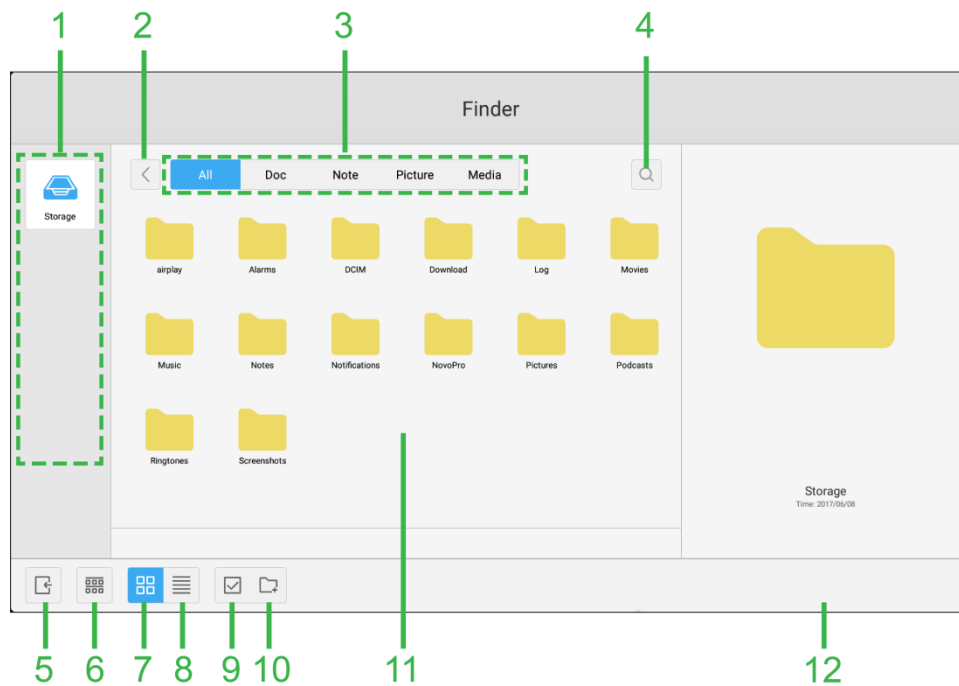 1 2 3 4
Finder
All Doc Note Picture Media
Storage
airplay Alarms DCIM Download Log Movies
Music Notes Notifications NovoPro Pictures Podcasts
Ringtones Screenshots
Storage
Time: 2017/06/08
5 6 7 8 9 10 11 12